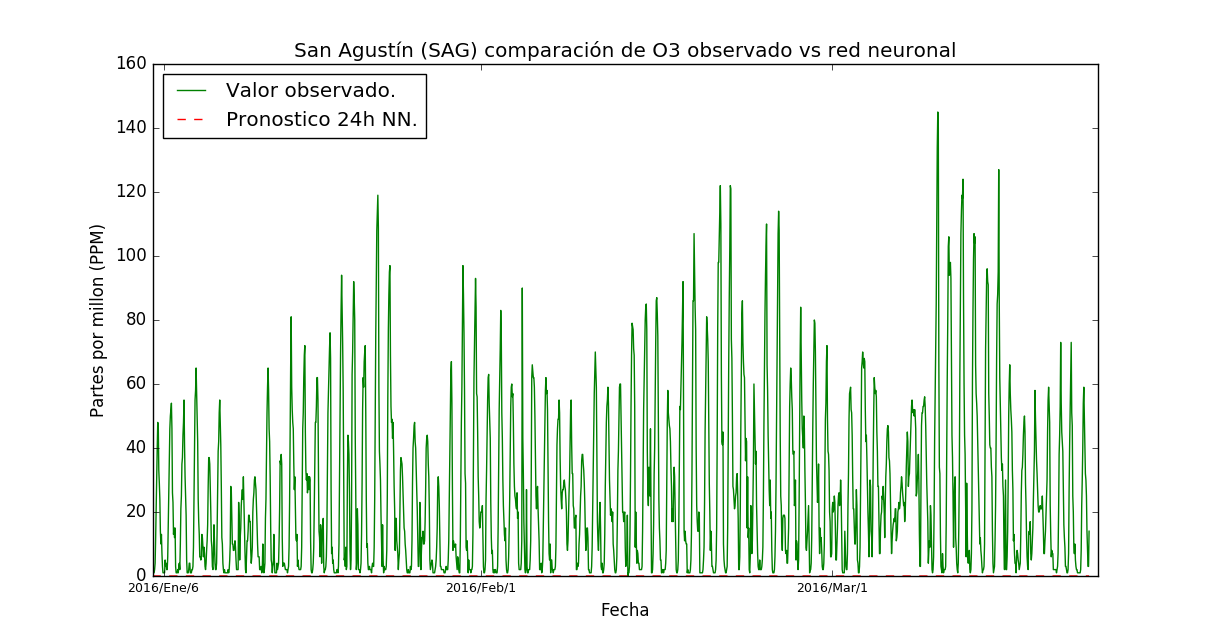 San Agustín (SAG) comparación de O3 observado vs red neuronal
Valor observado.
Pronostico 24h NN.
160
140
120
100
80
60
40
20
0
Partes por millon (PPM)
2016/Ene/6
2016/Feb/1
2016/Mar/1
Fecha